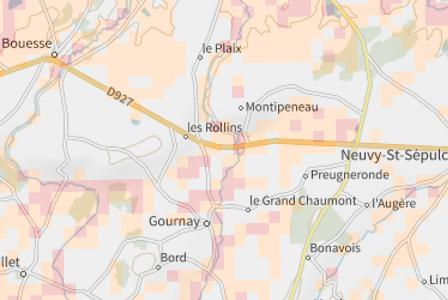 Bouesse
le Plaix
D927
Montipeneau
les Rollins
Neuvy-St-Sépulc
Preugneronde
le Grand Chaumont
l'Augère
Gournay
Bonavois
Bord
llet
Lim